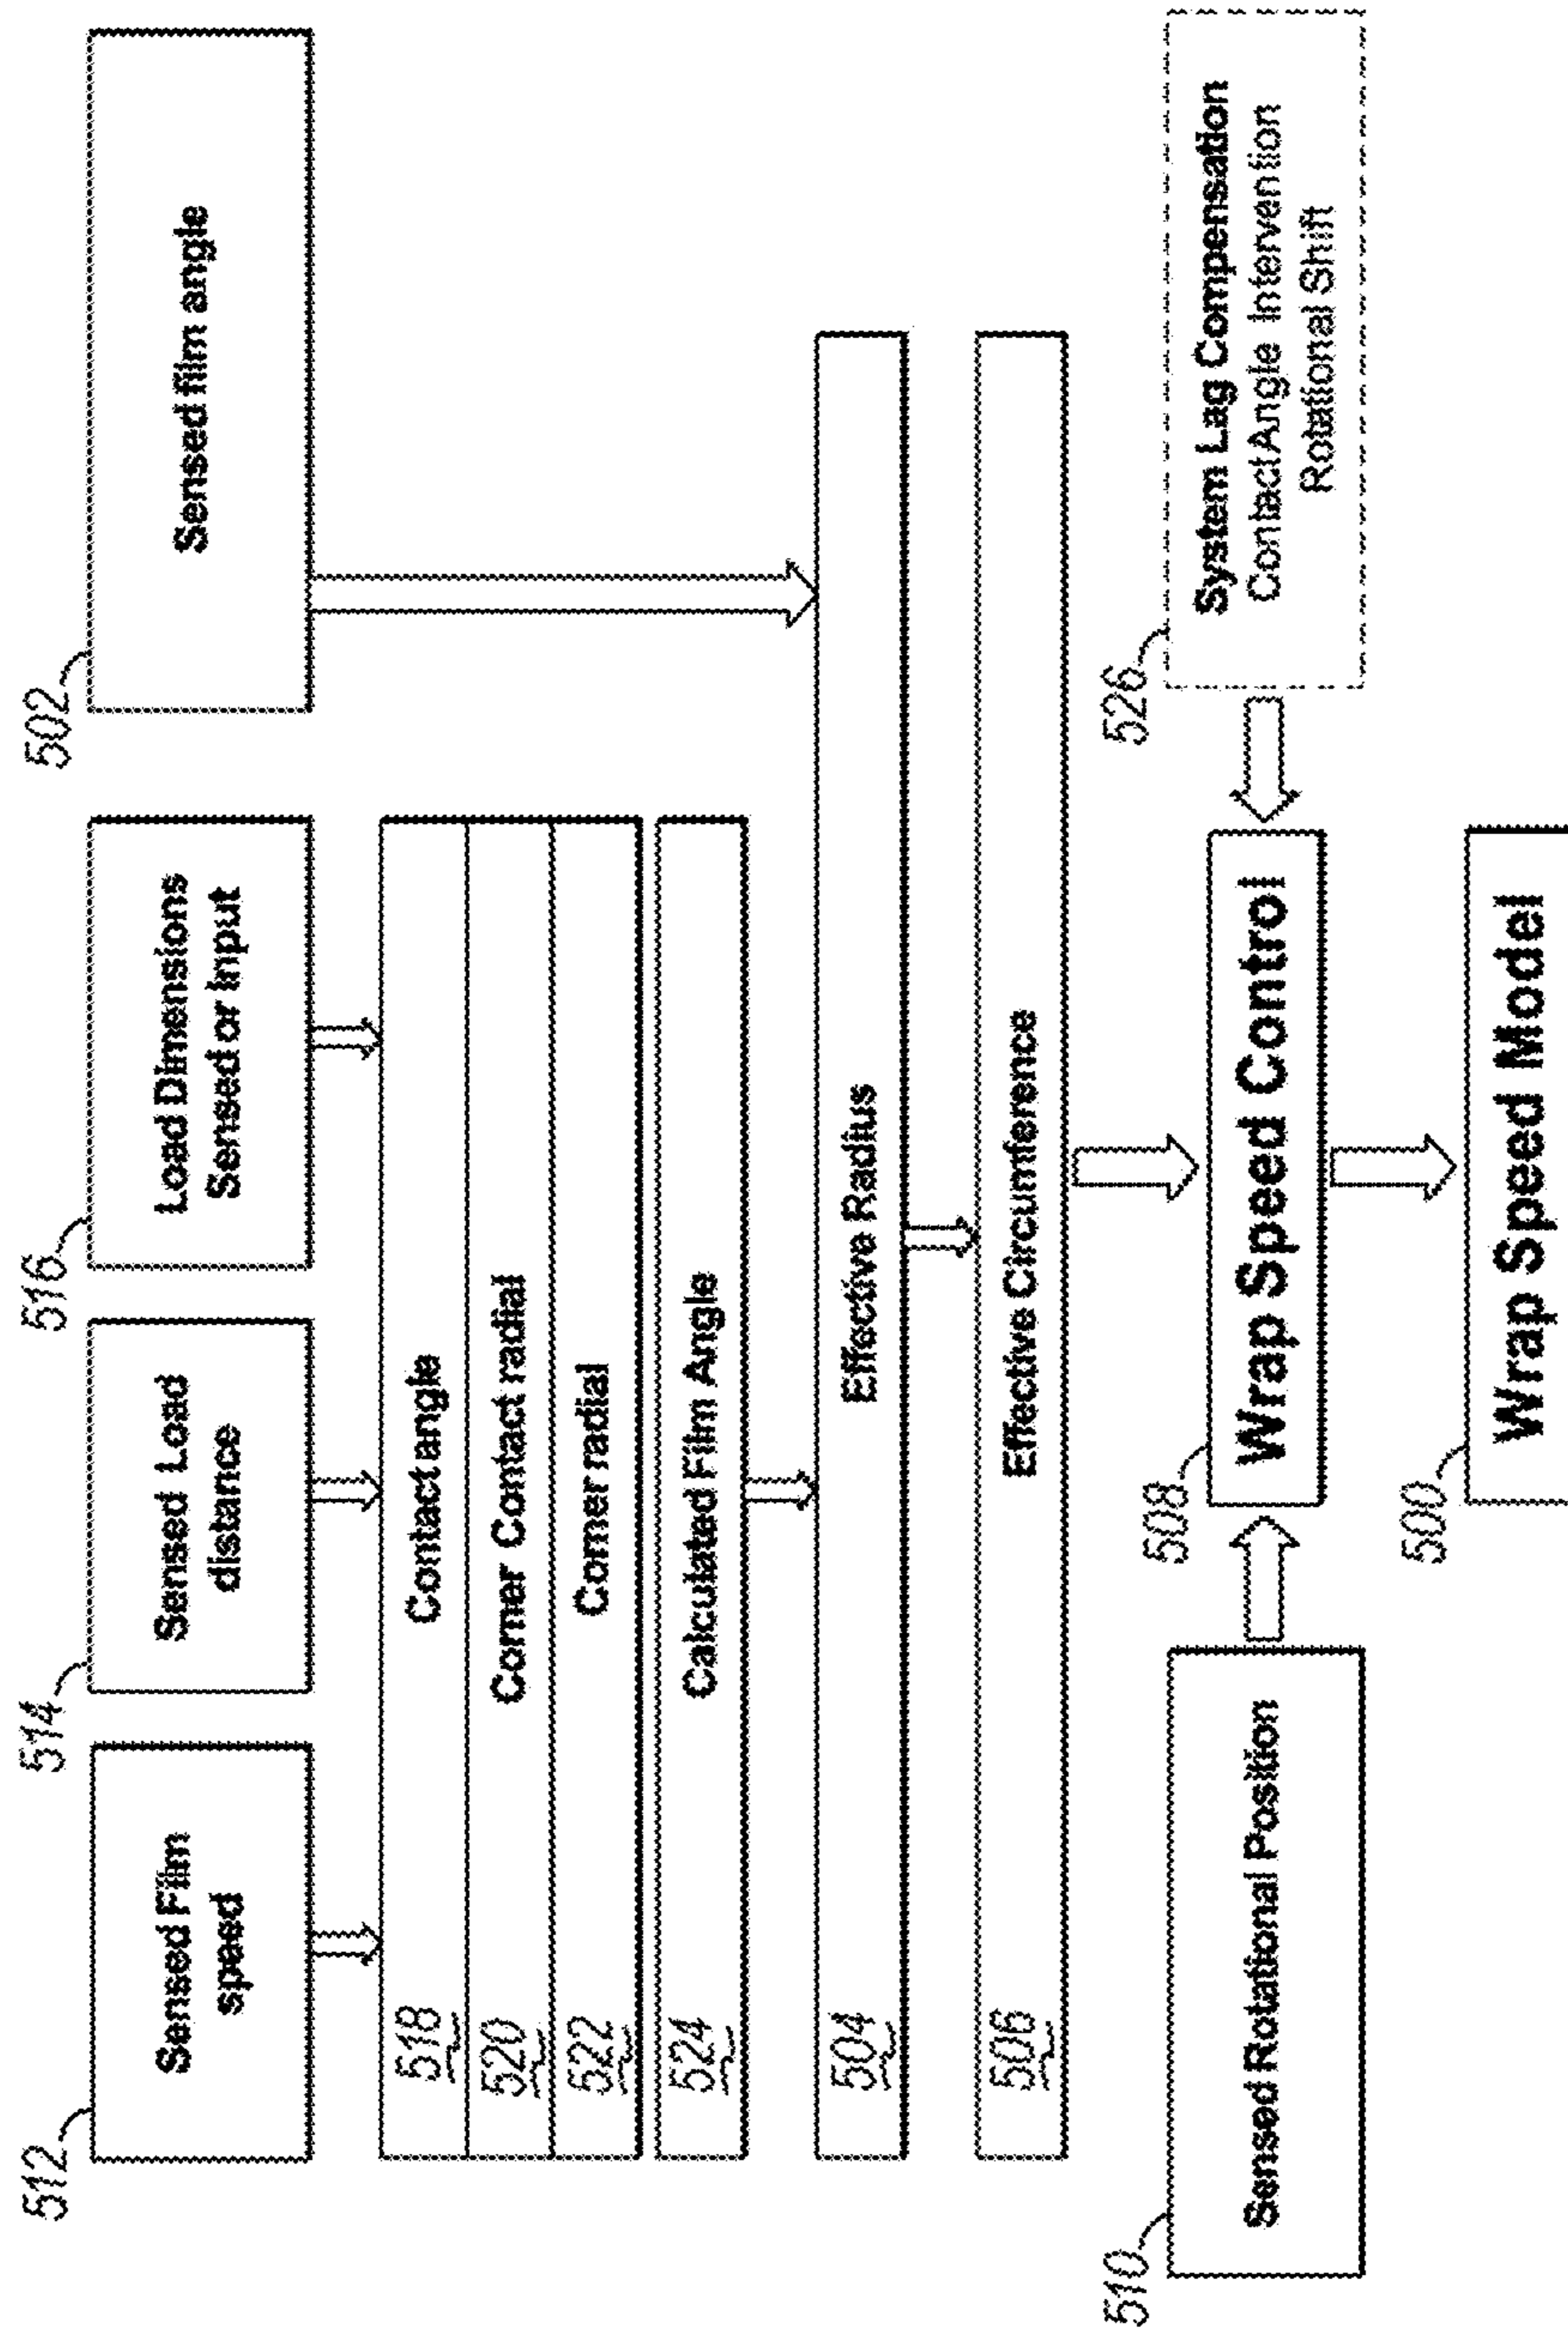 512
Sensed Film
speed
514
Sensed Load
distance
516
Load Dimensions
Sensed or Input
502
Sensed film angle
518
Contact angle
520
Corner Contact radial
522
Corner radial
524
Calculated Film Angle
504
Effective Radius
506
Effective Circumference
510
Sensed Rotational Position
508
Wrap Speed Control
526
System Lag Compensation
Contact Angle Intervention
Rotational Shift
500
Wrap Speed Model